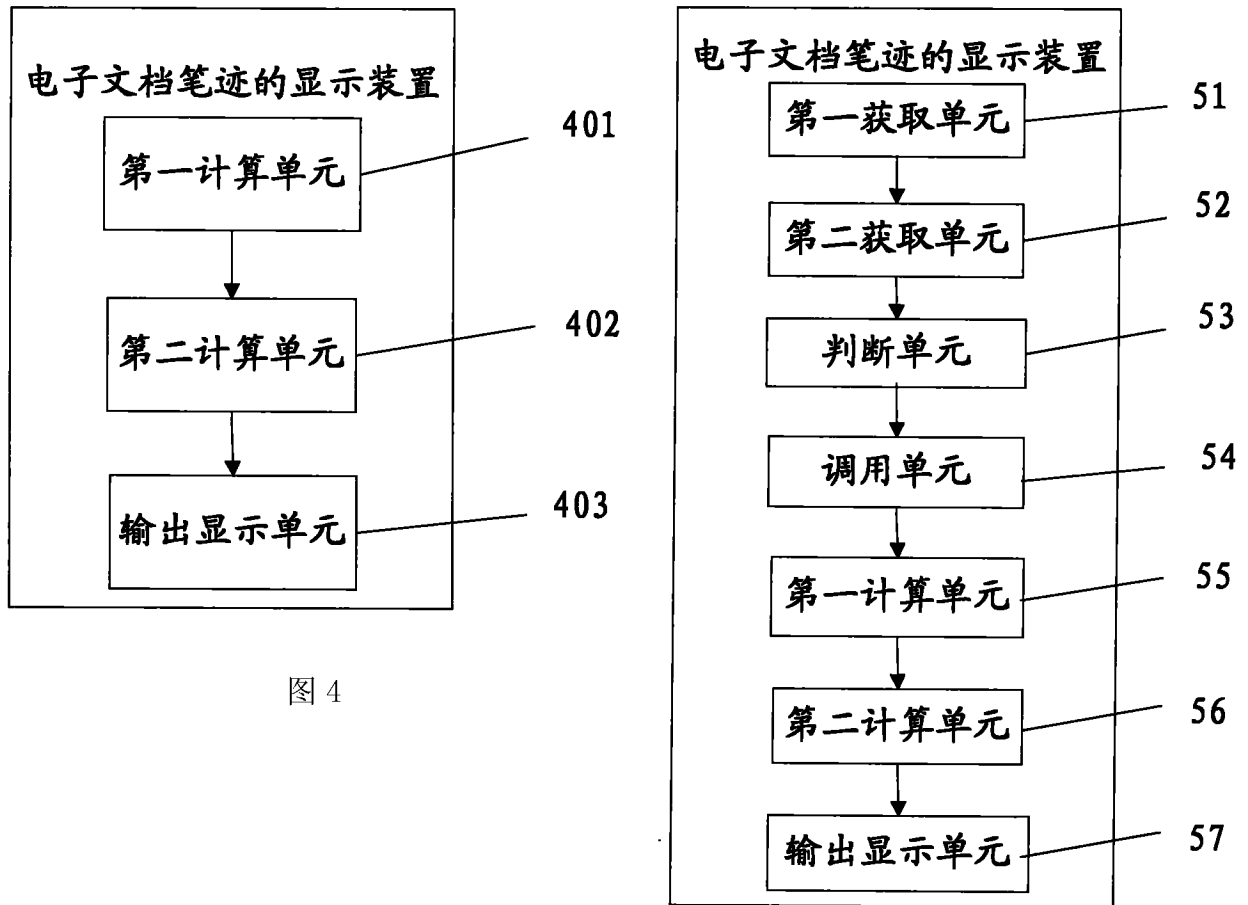 电子文档笔迹的显示装置
第一计算单元
401
第二计算单元
402
输出显示单元
403
图 4
电子文档笔迹的显示装置
第一获取单元
51
第二获取单元
52
判断单元
53
调用单元
54
第一计算单元
55
第二计算单元
56
输出显示单元
57